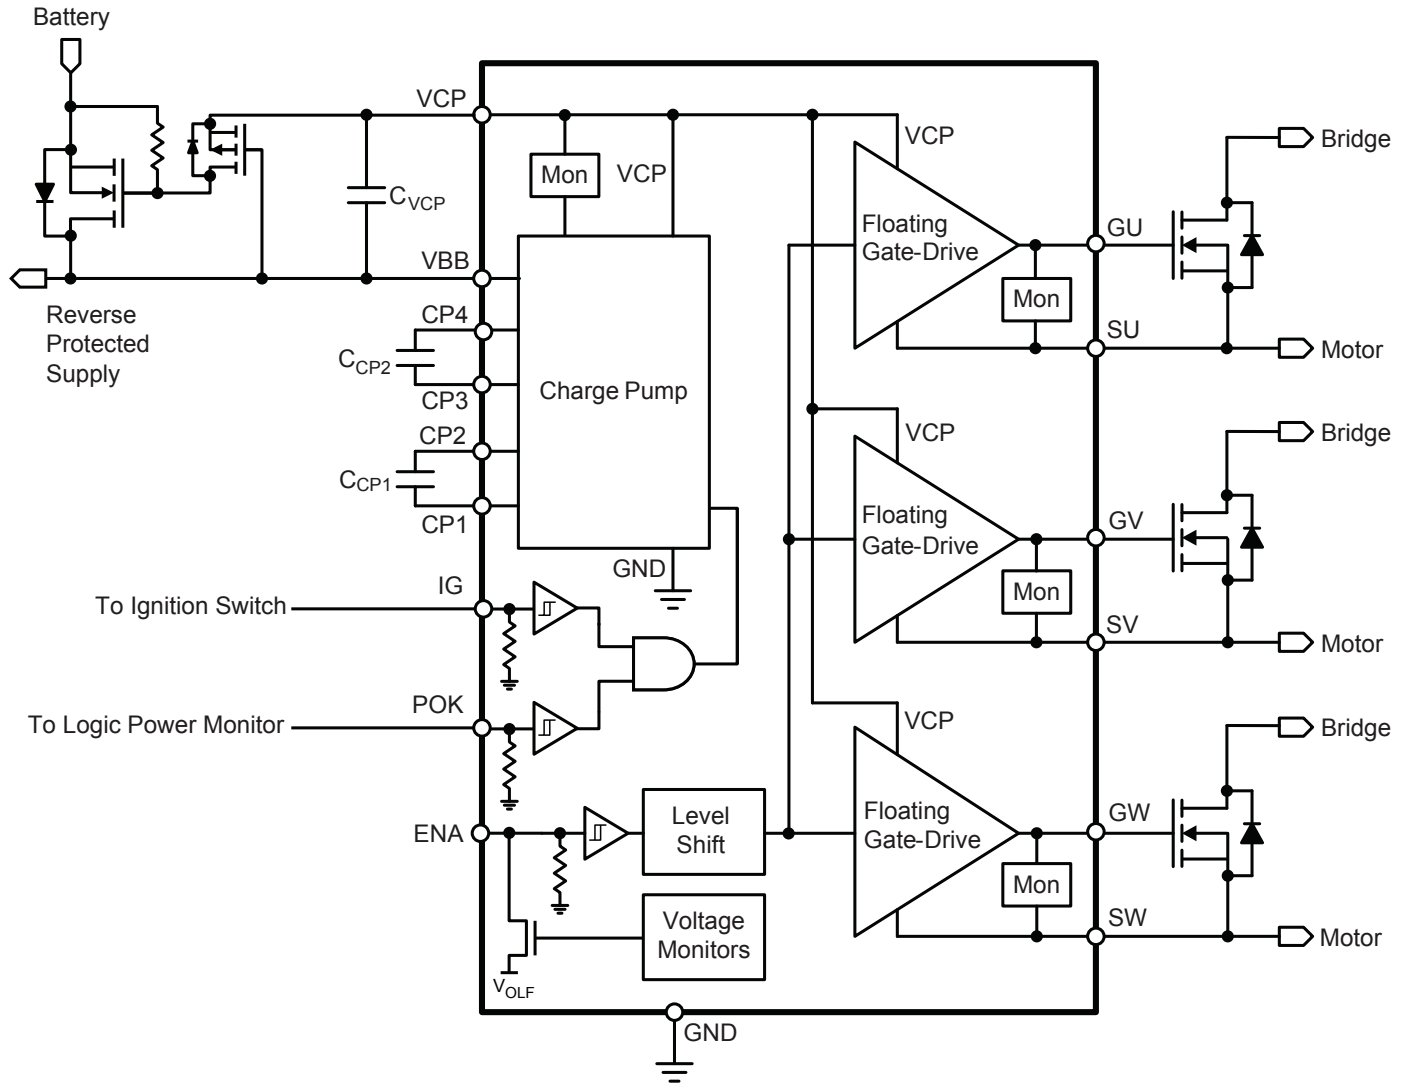 Battery
VCP
VCP
Mon
VCP
Bridge
C_VCP
Floating
Gate-Drive
GU
VBB
Mon
Reverse
Protected
Supply
CP4
SU
Motor
C_CP2
CP3
Charge Pump
CP2
VCP
Bridge
C_CP1
CP1
Floating
Gate-Drive
GV
GND
IG
Mon
To Ignition Switch
SV
Motor
POK
To Logic Power Monitor
VCP
Bridge
ENA
Level
Shift
Floating
Gate-Drive
GW
Mon
Voltage
Monitors
SW
Motor
V_OLF
GND